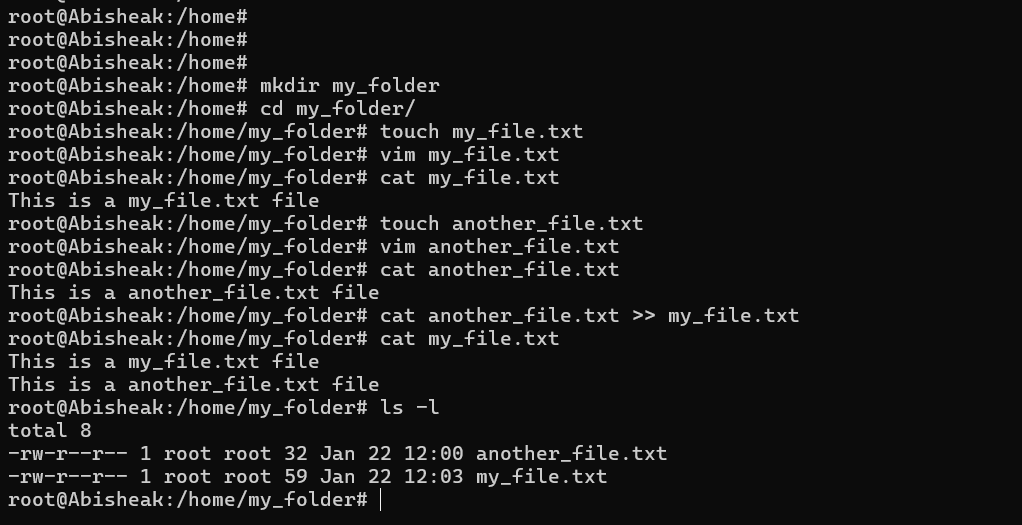 root@Abisheak:/home#
root@Abisheak:/home#
root@Abisheak:/home#
root@Abisheak:/home# mkdir my_folder
root@Abisheak:/home# cd my_folder/
root@Abisheak:/home/my_folder# touch my_file.txt
root@Abisheak:/home/my_folder# vim my_file.txt
root@Abisheak:/home/my_folder# cat my_file.txt
This is a my_file.txt file
root@Abisheak:/home/my_folder# touch another_file.txt
root@Abisheak:/home/my_folder# vim another_file.txt
root@Abisheak:/home/my_folder# cat another_file.txt
This is a another_file.txt file
root@Abisheak:/home/my_folder# cat another_file.txt >> my_file.txt
root@Abisheak:/home/my_folder# cat my_file.txt
This is a my_file.txt file
This is a another_file.txt file
root@Abisheak:/home/my_folder# ls -l
total 8
-rw-r--r-- 1 root root 32 Jan 22 12:00 another_file.txt
-rw-r--r-- 1 root root 59 Jan 22 12:03 my_file.txt
root@Abisheak:/home/my_folder#